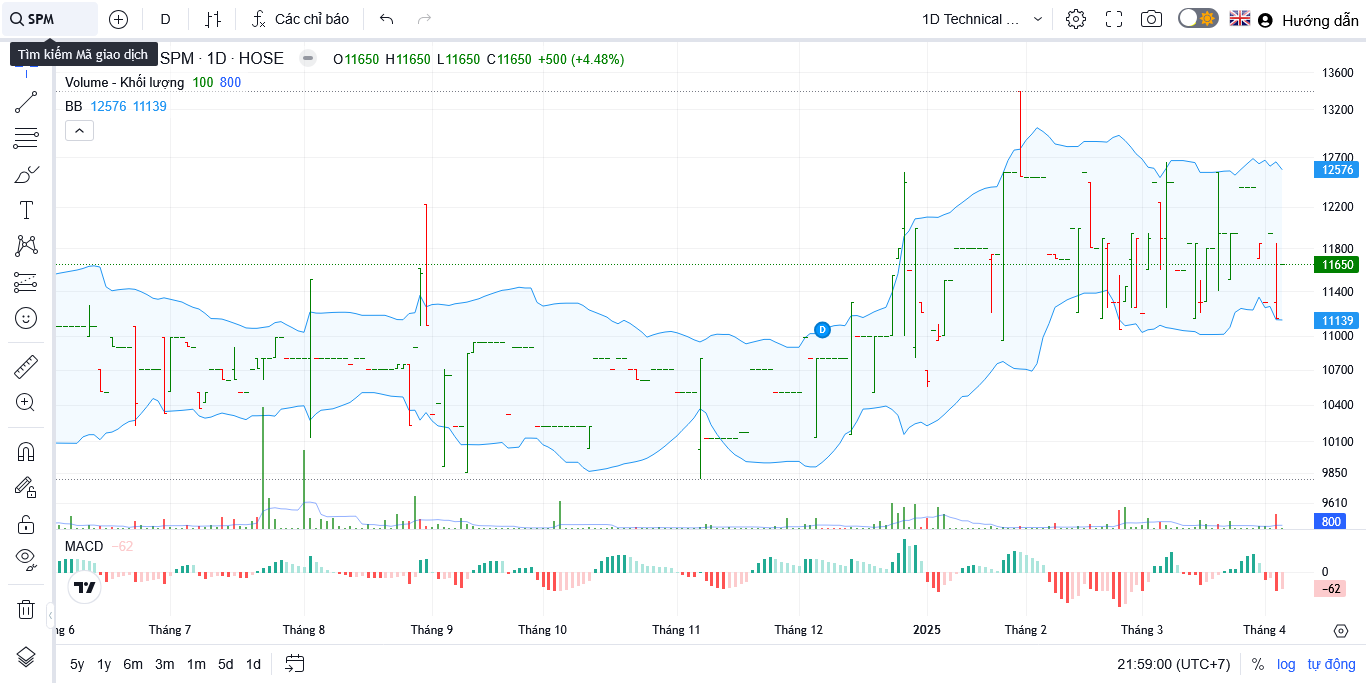 SPM D Các chỉ báo 1D Technical ... Hướng dẫn
Tìm kiếm Mã giao dịch
SPM · 1D · HOSE O11650 H11650 L11650 C11650 +500 (+4.48%)
Volume - Khối lượng 100 800
BB 12576 11139
13600
13200
12700
12576
12200
11800
11650
11400
11139
11000
10700
10400
10100
9850
9610
800
D
MACD −62
0
−62
ng 6 Tháng 7 Tháng 8 Tháng 9 Tháng 10 Tháng 11 Tháng 12 2025 Tháng 2 Tháng 3 Tháng 4
5y 1y 6m 3m 1m 5d 1d 21:59:00 (UTC+7) % log tự động